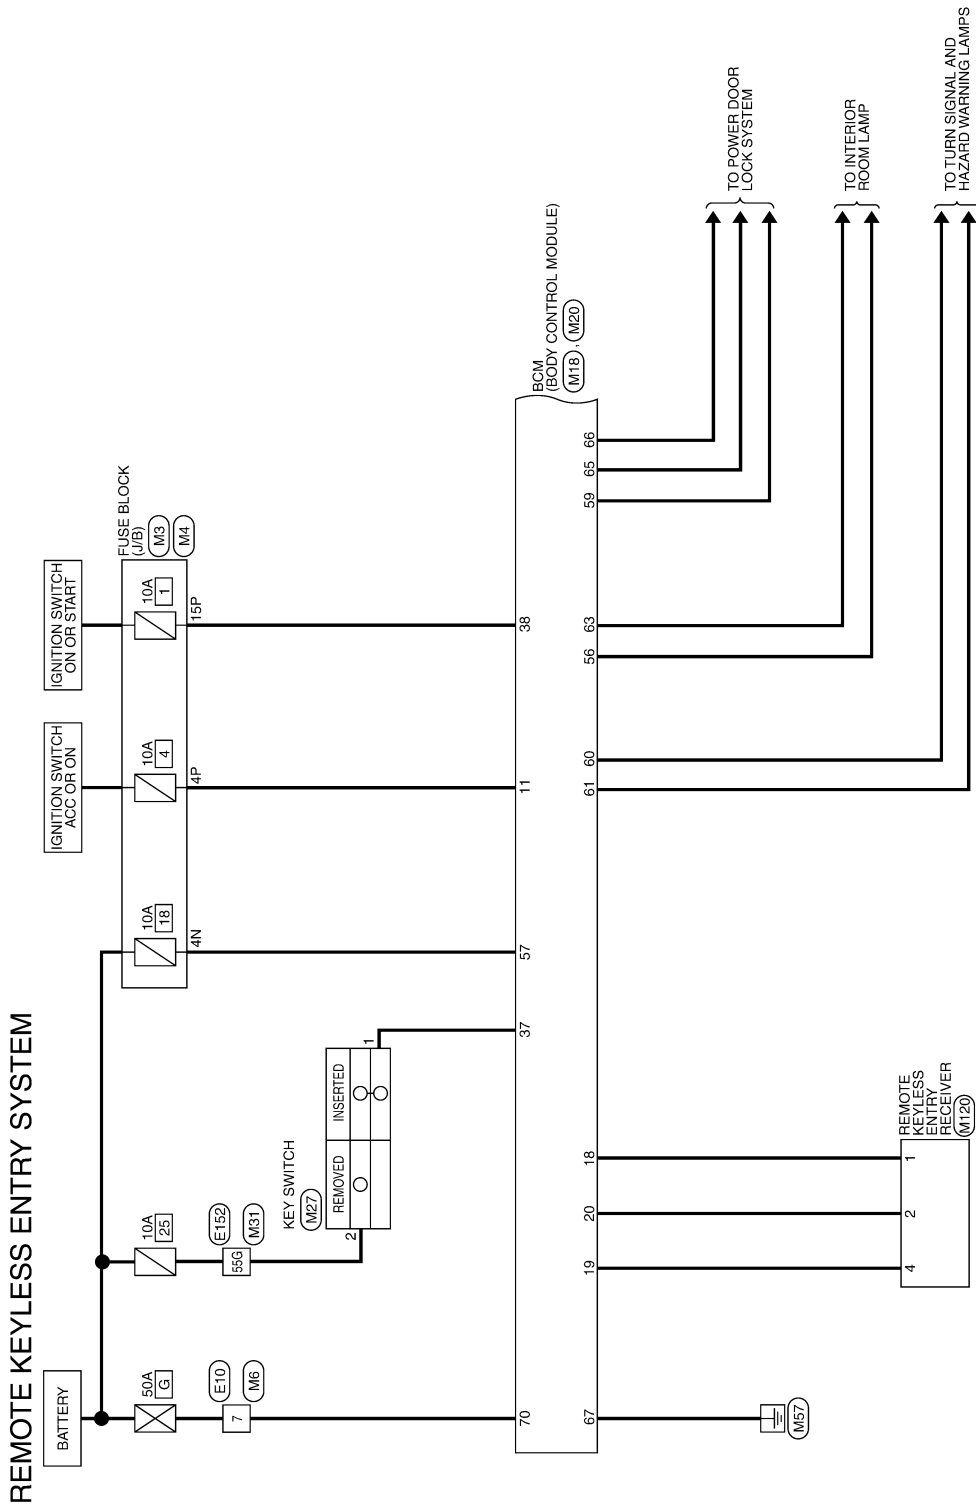 REMOTE KEYLESS ENTRY SYSTEM
BATTERY
IGNITION SWITCH
ACC OR ON
IGNITION SWITCH
ON OR START
50A
G
10A
25
10A
18
10A
4
10A
1
FUSE BLOCK
(J/B)
M3
M4
4N
4P
15P
7
E10
M6
55G
E152
M31
KEY SWITCH
M27
REMOVED
INSERTED
2
1
70
37
57
11
38
BCM
(BODY CONTROL MODULE)
M18 , M20
67
19
20
18
61
60
56
63
59
65
66
M57
4
2
1
REMOTE
KEYLESS
ENTRY
RECEIVER
M120
TO POWER DOOR
LOCK SYSTEM
TO INTERIOR
ROOM LAMP
TO TURN SIGNAL AND
HAZARD WARNING LAMPS